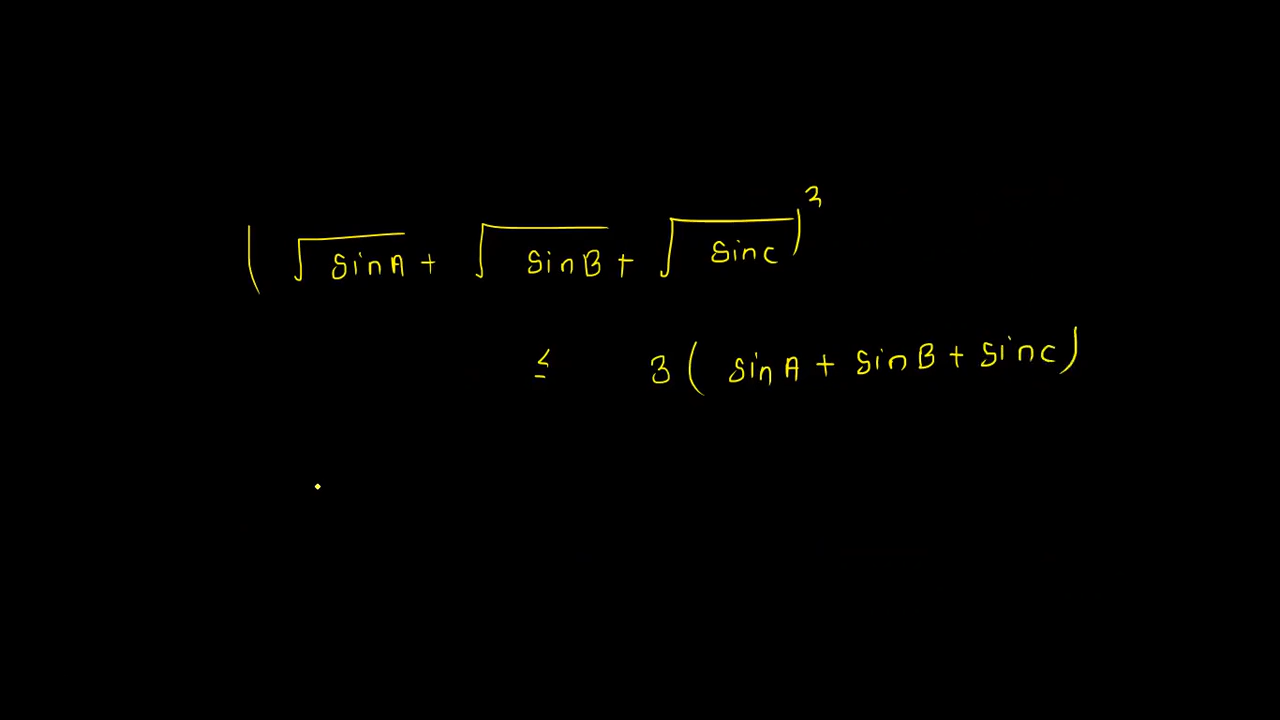 ( √sinA + √sinB + √sinc )³
≤ 3 ( sinA + sinB + sinc )